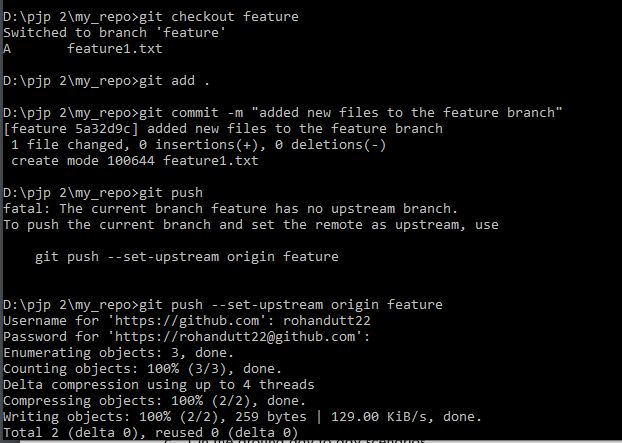 D:\pjp 2\my_repo>git checkout feature
Switched to branch 'feature'
A       feature1.txt
D:\pjp 2\my_repo>git add .
D:\pjp 2\my_repo>git commit -m "added new files to the feature branch"
[feature 5a32d9c] added new files to the feature branch
 1 file changed, 0 insertions(+), 0 deletions(-)
 create mode 100644 feature1.txt
D:\pjp 2\my_repo>git push
fatal: The current branch feature has no upstream branch.
To push the current branch and set the remote as upstream, use
    git push --set-upstream origin feature
D:\pjp 2\my_repo>git push --set-upstream origin feature
Username for 'https://github.com': rohandutt22
Password for 'https://rohandutt22@github.com':
Enumerating objects: 3, done.
Counting objects: 100% (3/3), done.
Delta compression using up to 4 threads
Compressing objects: 100% (2/2), done.
Writing objects: 100% (2/2), 259 bytes | 129.00 KiB/s, done.
Total 2 (delta 0), reused 0 (delta 0)